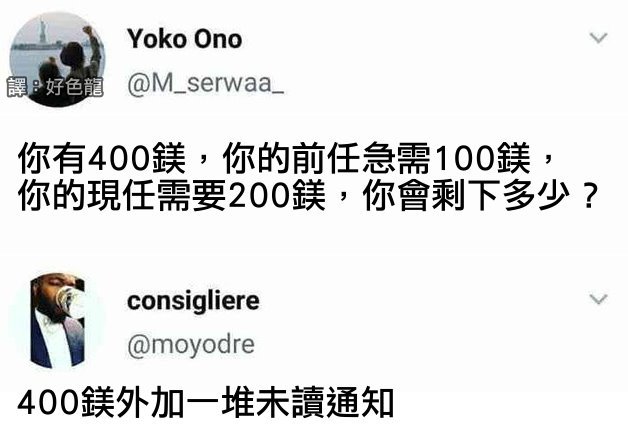 Yoko Ono
@M_serwaa_
譯：好色龍
你有400鎂，你的前任急需100鎂，
你的現任需要200鎂，你會剩下多少？
consigliere
@moyodre
400鎂外加一堆未讀通知